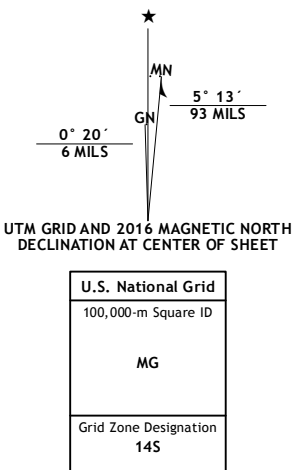 MN
GN
5° 13´
93 MILS
0° 20´
6 MILS
UTM GRID AND 2016 MAGNETIC NORTH
DECLINATION AT CENTER OF SHEET
U.S. National Grid
100,000-m Square ID
MG
Grid Zone Designation
14S